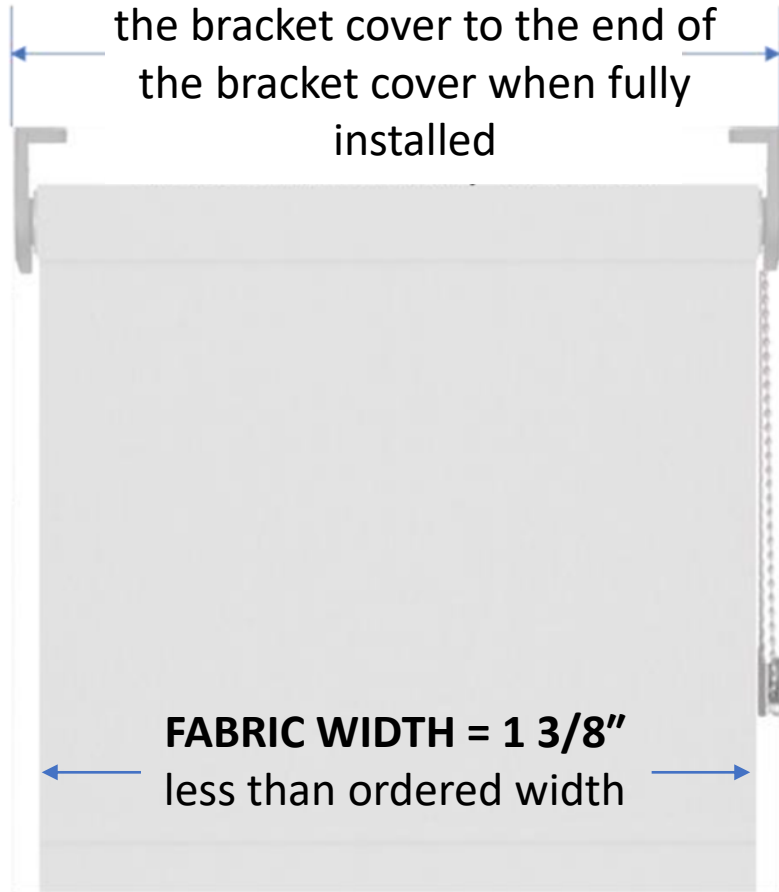 the bracket cover to the end of
the bracket cover when fully
installed
FABRIC WIDTH = 1 3/8"
less than ordered width